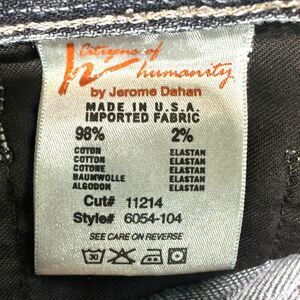 Citizens of
humanity
by Jerome Dahan
MADE IN U.S.A.
IMPORTED FABRIC
98% 2%
COTON ELASTAN
COTTON ELASTAN
COTONE ELASTAN
BAUMWOLLE ELASTAN
ALGODON ELASTAN
Cut# 11214
Style# 6054-104
SEE CARE ON REVERSE
30